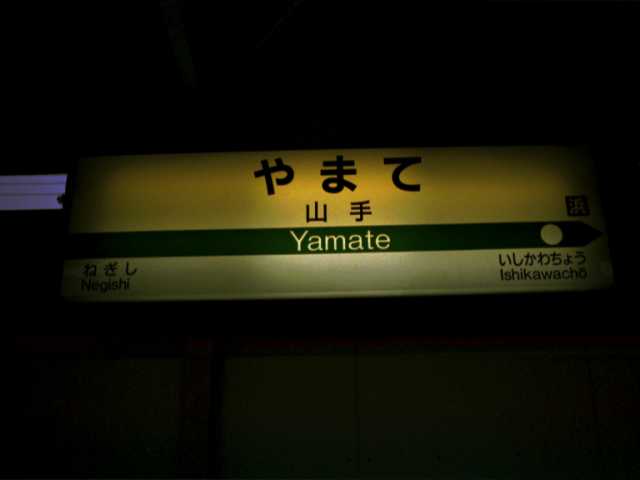 やまて
山手
浜
Yamate
ねぎし
Negishi
いしかわちょう
Ishikawachō